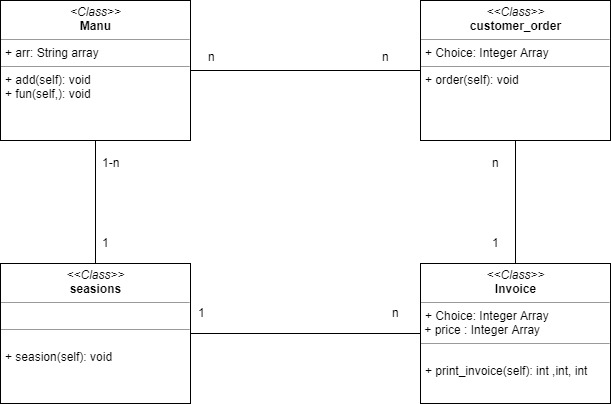 <<Class>>
Manu
+ arr: String array
+ add(self): void
+ fun(self,): void
<<Class>>
customer_order
+ Choice: Integer Array
+ order(self): void
n
n
1-n
n
1
1
<<Class>>
seasions
+ seasion(self): void
<<Class>>
Invoice
+ Choice: Integer Array
+ price : Integer Array
+ print_invoice(self): int ,int, int
1
n